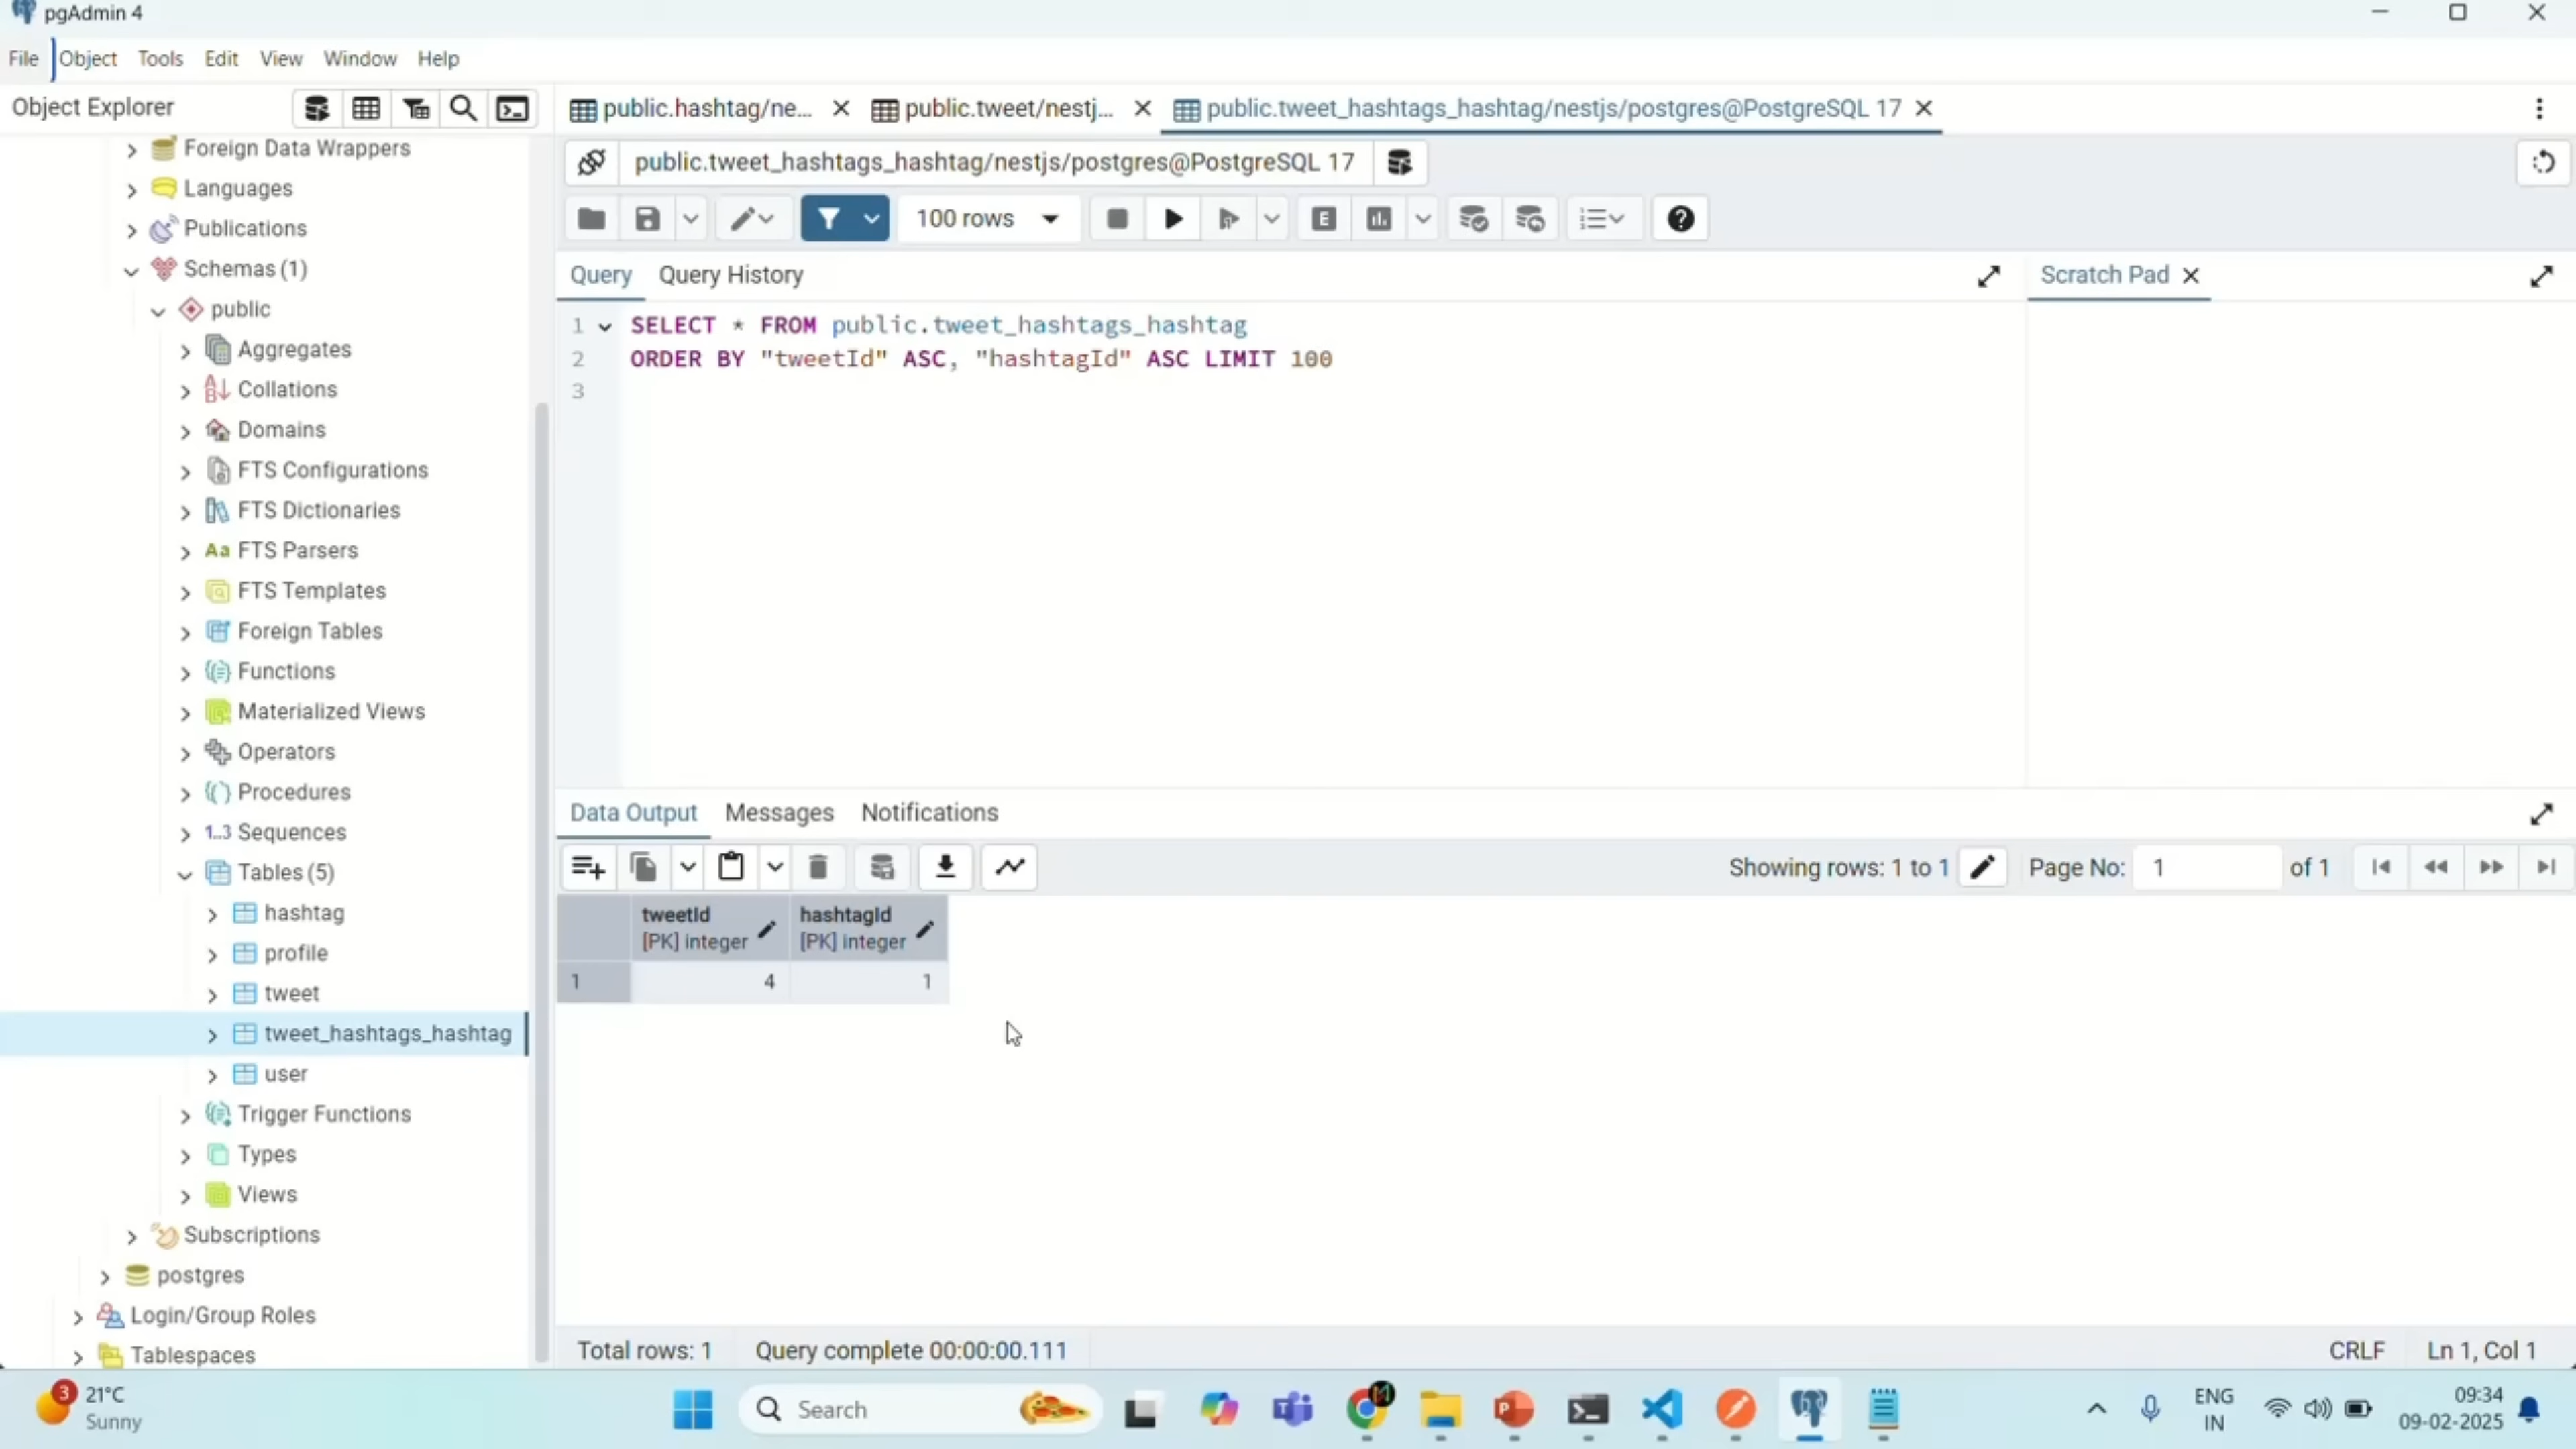 pgAdmin 4
File Object Tools Edit View Window Help
Object Explorer
public.hashtag/ne... public.tweet/nestj... public.tweet_hashtags_hashtag/nestjs/postgres@PostgreSQL 17
public.tweet_hashtags_hashtag/nestjs/postgres@PostgreSQL 17
100 rows
E
Query Query History
Scratch Pad
1 SELECT * FROM public.tweet_hashtags_hashtag
2 ORDER BY "tweetId" ASC, "hashtagId" ASC LIMIT 100
3
Foreign Data Wrappers
Languages
Publications
Schemas (1)
public
Aggregates
Collations
Domains
FTS Configurations
FTS Dictionaries
Aa FTS Parsers
FTS Templates
Foreign Tables
Functions
Materialized Views
Operators
Procedures
1..3 Sequences
Tables (5)
hashtag
profile
tweet
tweet_hashtags_hashtag
user
Trigger Functions
Types
Views
Subscriptions
postgres
Login/Group Roles
Tablespaces
Data Output Messages Notifications
Showing rows: 1 to 1 Page No: 1 of 1
tweetId hashtagId
[PK] integer [PK] integer
1 4 1
Total rows: 1 Query complete 00:00:00.111 CRLF Ln 1, Col 1
3
21°C
Sunny
Search
ENG
IN
09:34
09-02-2025